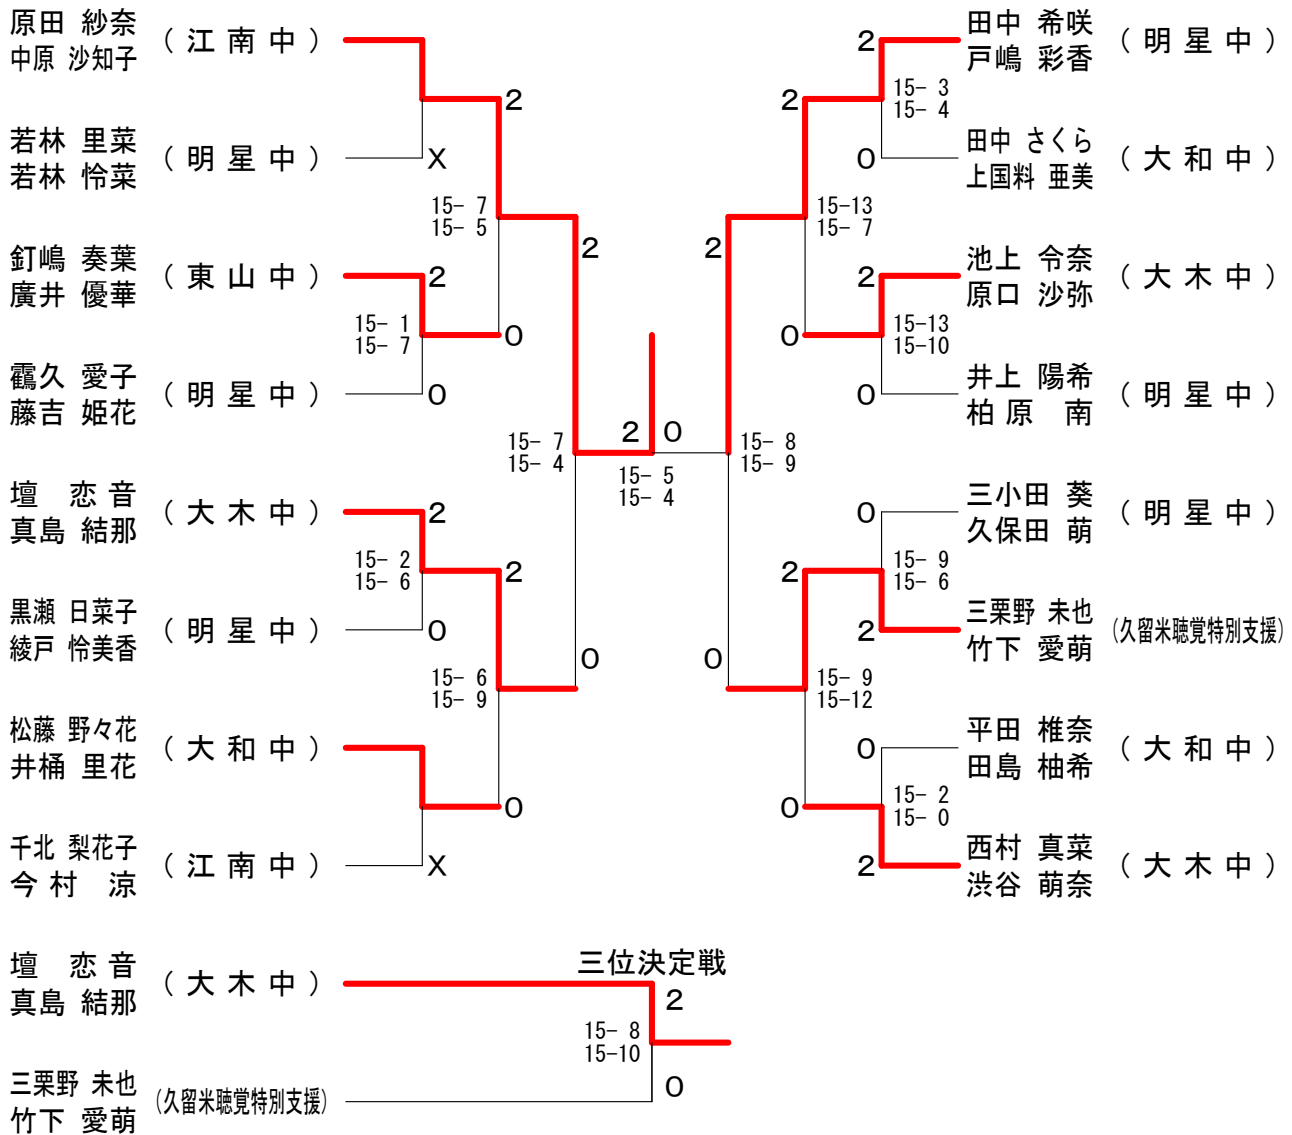 原田 紗奈
中原 沙知子
(江南中)
若林 里菜
若林 怜菜
(明星中)
X
2
15- 7
15- 5
釘嶋 奏葉
廣井 優華
(東山中)
2
15- 1
15- 7
0
靍久 愛子
藤吉 姫花
(明星中)
0
2
15- 7
15- 4
壇 恋音
真島 結那
(大木中)
2
15- 2
15- 6
2
黒瀬 日菜子
綾戸 怜美香
(明星中)
0
15- 6
15- 9
0
松藤 野々花
井桶 里花
(大和中)
0
千北 梨花子
今村 涼
(江南中)
X
2 0
15- 5
15- 4
田中 希咲
戸嶋 彩香
(明星中)
2
15- 3
15- 4
2
田中 さくら
上国料 亜美
(大和中)
0
15-13
15- 7
2
池上 令奈
原口 沙弥
(大木中)
2
15-13
15-10
0
井上 陽希
柏原 南
(明星中)
0
15- 8
15- 9
三小田 葵
久保田 萌
(明星中)
0
15- 9
15- 6
2
三栗野 未也
竹下 愛萌
(久留米聴覚特別支援)
2
0
15- 9
15-12
平田 椎奈
田島 柚希
(大和中)
0
15- 2
15- 0
0
西村 真菜
渋谷 萌奈
(大木中)
2
三位決定戦
壇 恋音
真島 結那
(大木中)
2
15- 8
15-10
三栗野 未也
竹下 愛萌
(久留米聴覚特別支援)
0